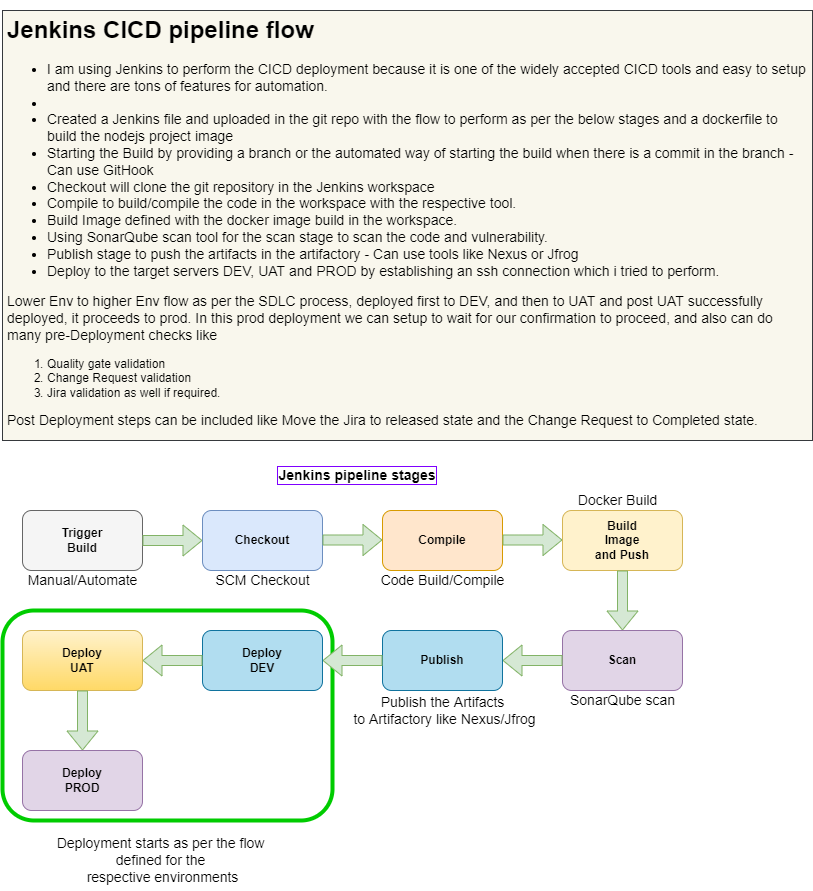 Jenkins CICD pipeline flow
• I am using Jenkins to perform the CICD deployment because it is one of the widely accepted CICD tools and easy to setup
and there are tons of features for automation.
•
• Created a Jenkins file and uploaded in the git repo with the flow to perform as per the below stages and a dockerfile to
build the nodejs project image
• Starting the Build by providing a branch or the automated way of starting the build when there is a commit in the branch -
Can use GitHook
• Checkout will clone the git repository in the Jenkins workspace
• Compile to build/compile the code in the workspace with the respective tool.
• Build Image defined with the docker image build in the workspace.
• Using SonarQube scan tool for the scan stage to scan the code and vulnerability.
• Publish stage to push the artifacts in the artifactory - Can use tools like Nexus or Jfrog
• Deploy to the target servers DEV, UAT and PROD by establishing an ssh connection which i tried to perform.
Lower Env to higher Env flow as per the SDLC process, deployed first to DEV, and then to UAT and post UAT successfully
deployed, it proceeds to prod. In this prod deployment we can setup to wait for our confirmation to proceed, and also can do
many pre-Deployment checks like
1. Quality gate validation
2. Change Request validation
3. Jira validation as well if required.
Post Deployment steps can be included like Move the Jira to released state and the Change Request to Completed state.
Jenkins pipeline stages
Trigger
Build
Manual/Automate
Checkout
SCM Checkout
Compile
Code Build/Compile
Docker Build
Build
Image
and Push
Scan
SonarQube scan
Publish
Publish the Artifacts
to Artifactory like Nexus/Jfrog
Deploy
DEV
Deploy
UAT
Deploy
PROD
Deployment starts as per the flow
defined for the
respective environments